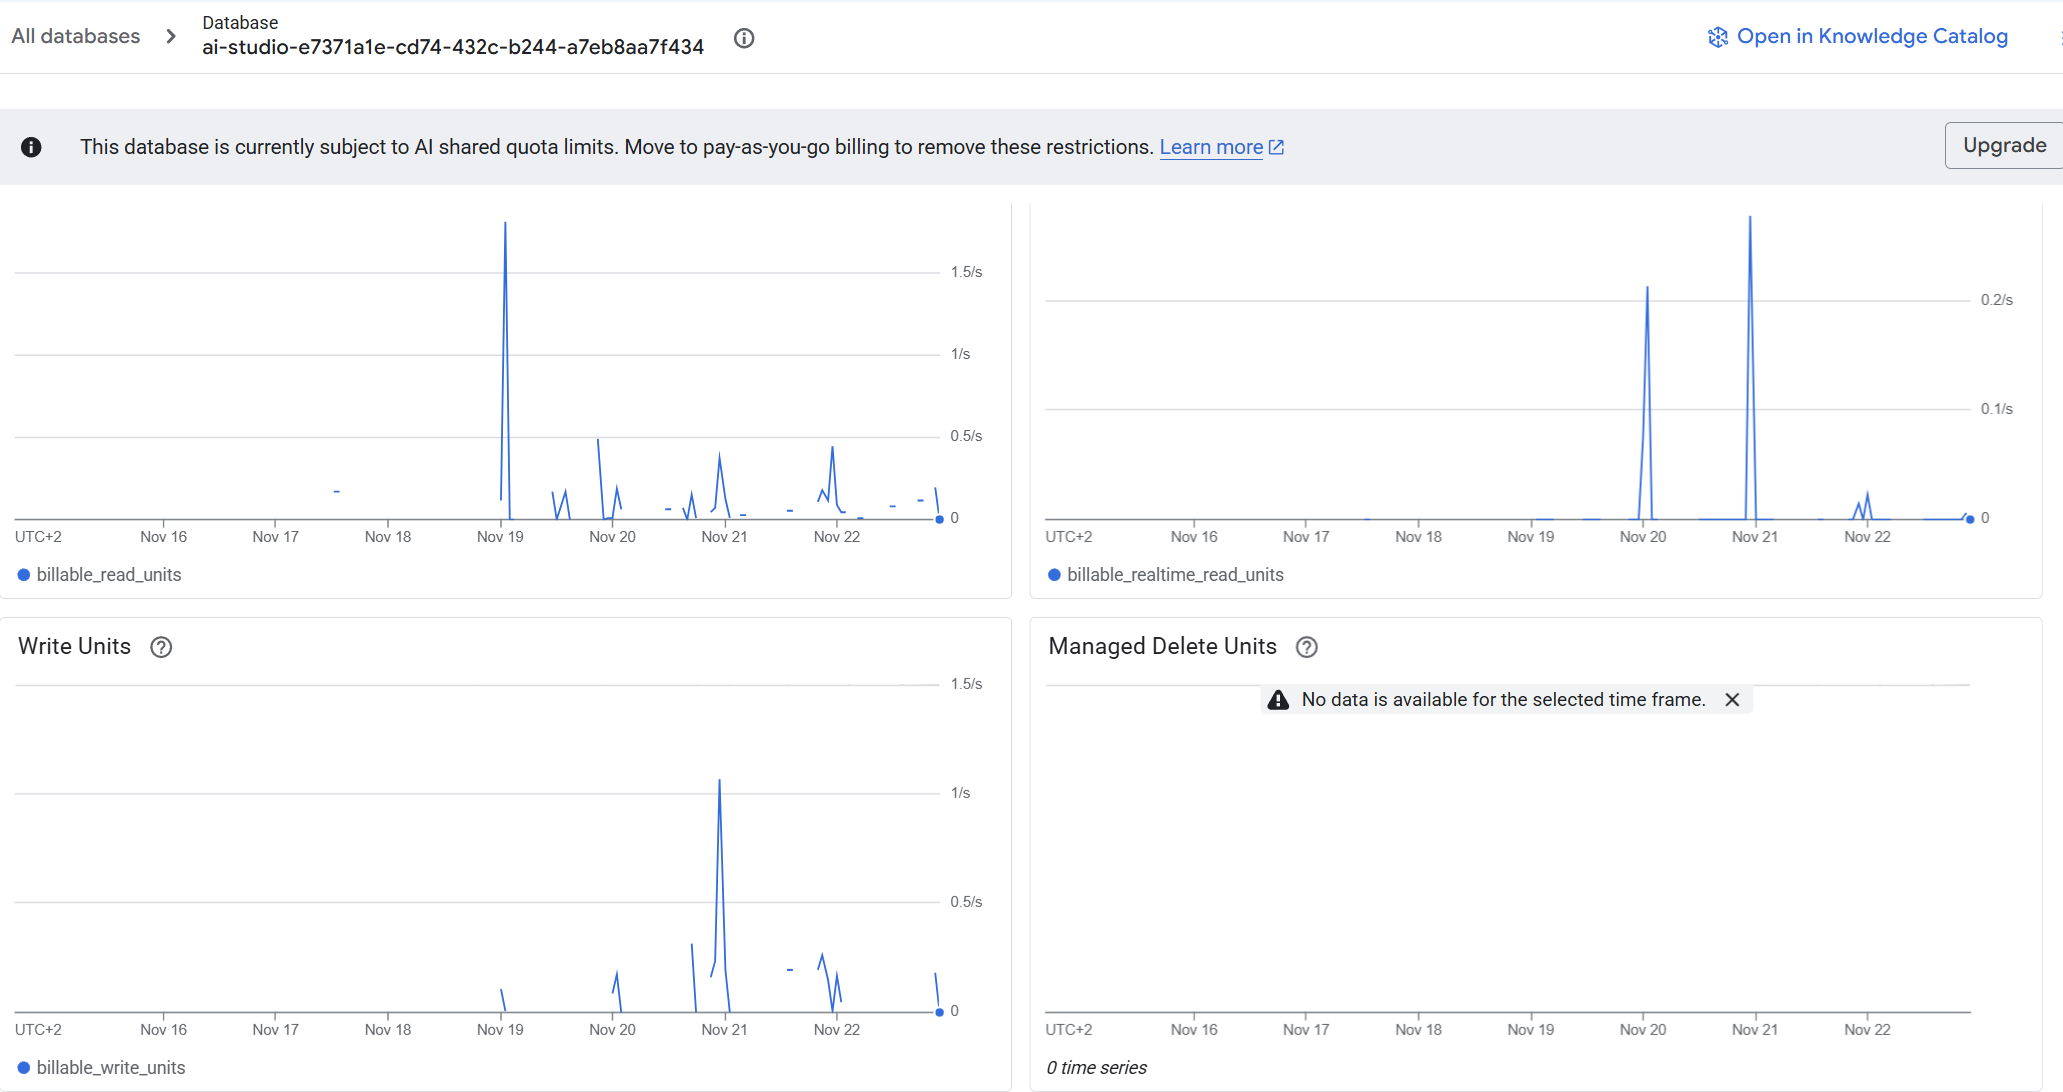 All databases
Database
ai-studio-e7371a1e-cd74-432c-b244-a7eb8aa7f434
Open in Knowledge Catalog
This database is currently subject to AI shared quota limits. Move to pay-as-you-go billing to remove these restrictions. Learn more
Upgrade
1.5/s
1/s
0.5/s
0
UTC+2 Nov 16 Nov 17 Nov 18 Nov 19 Nov 20 Nov 21 Nov 22
billable_read_units
0.2/s
0.1/s
0
UTC+2 Nov 16 Nov 17 Nov 18 Nov 19 Nov 20 Nov 21 Nov 22
billable_realtime_read_units
Write Units
1.5/s
1/s
0.5/s
0
UTC+2 Nov 16 Nov 17 Nov 18 Nov 19 Nov 20 Nov 21 Nov 22
billable_write_units
Managed Delete Units
No data is available for the selected time frame.
UTC+2 Nov 16 Nov 17 Nov 18 Nov 19 Nov 20 Nov 21 Nov 22
0 time series